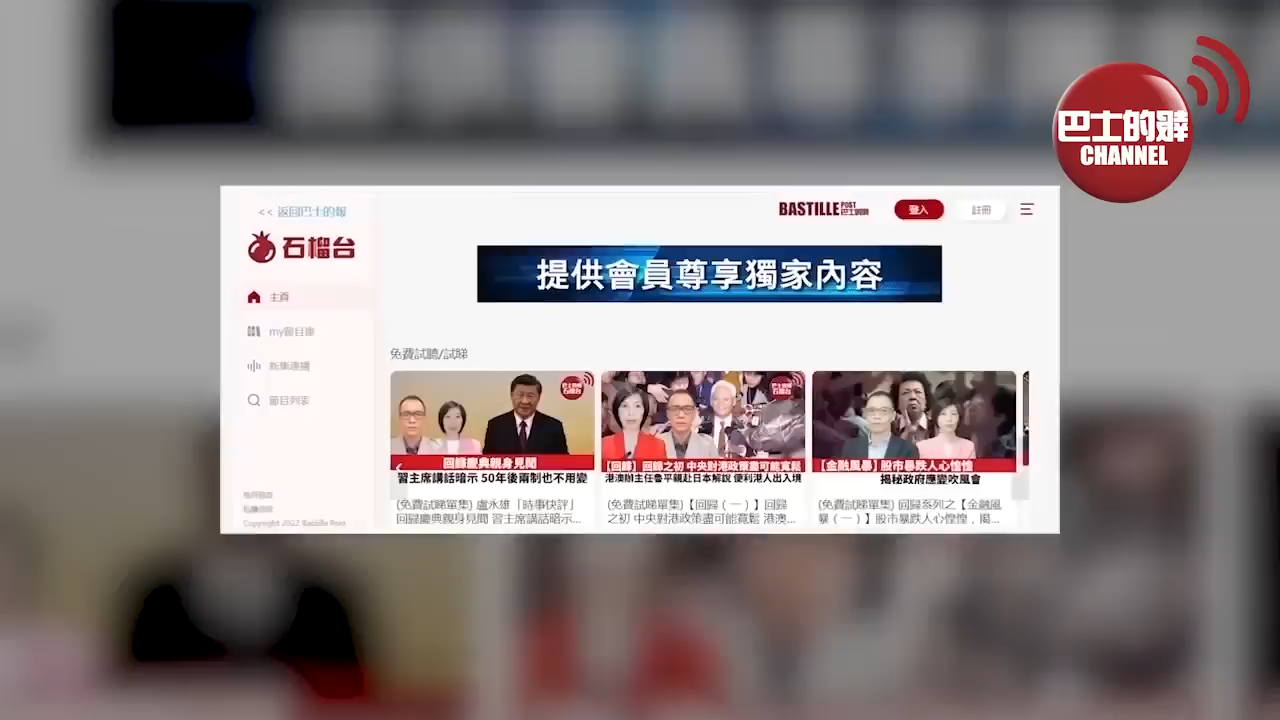 巴士的報
CHANNEL
<< 返回巴士的報
BASTILLE POST 巴士的報
登入
註冊
石榴台
提供會員尊享獨家內容
主頁
my節目庫
新集連播
節目列表
免費試聽/試睇
回歸慶典親身見聞
習主席講話暗示 50年後兩制也不用變
(免費試睇單集) 盧永雄「時事快評」
回歸慶典親身見聞 習主席講話暗示...
【回歸】回歸之初 中央對港政策盡可能寬鬆
港澳辦主任魯平親赴日本解說 便利港人出入境
(免費試睇單集)【回歸（一）】回歸
之初 中央對港政策盡可能寬鬆 港澳...
【金融風暴】股市暴跌人心惶惶
揭秘政府應變吹風會
(免費試睇單集) 回歸系列之【金融風
暴（一）】股市暴跌人心惶惶，揭...
Copyright 2022 Bastille Post